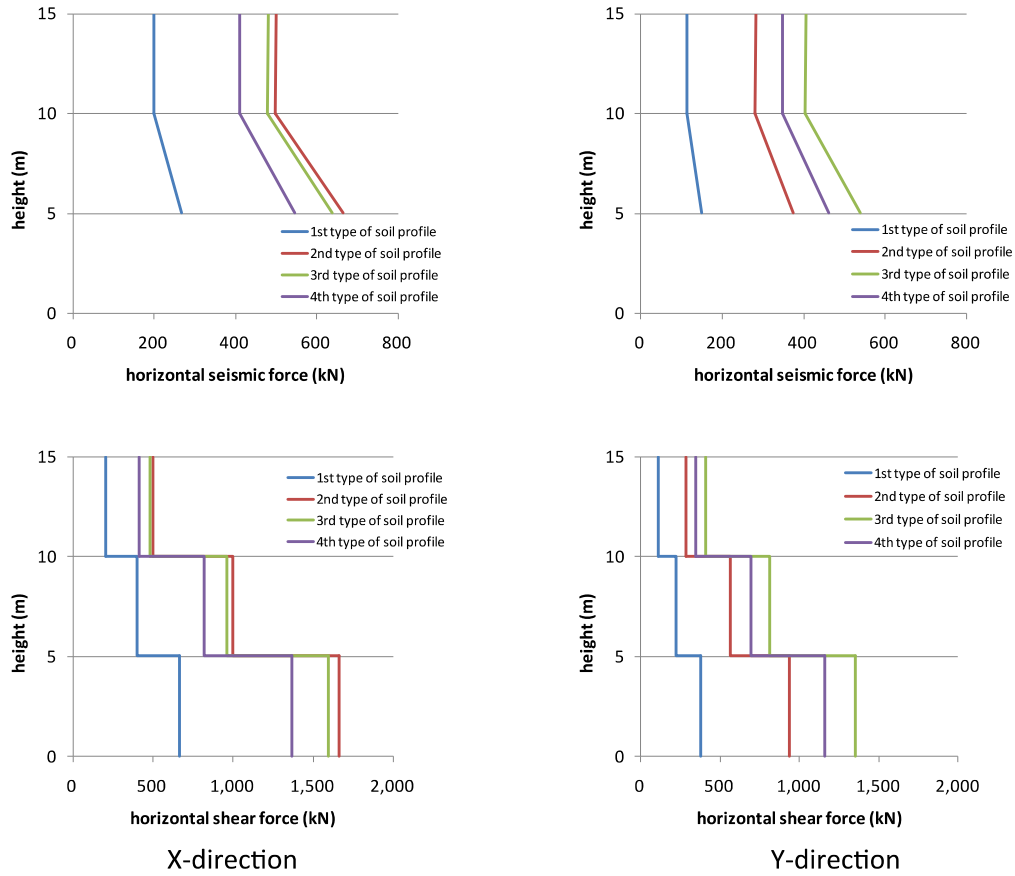 15
10
5
0
height (m)
1st type of soil profile
2nd type of soil profile
3rd type of soil profile
4th type of soil profile
0 200 400 600 800
horizontal seismic force (kN)
15
10
5
0
height (m)
1st type of soil profile
2nd type of soil profile
3rd type of soil profile
4th type of soil profile
0 200 400 600 800
horizontal seismic force (kN)
15
10
5
0
height (m)
1st type of soil profile
2nd type of soil profile
3rd type of soil profile
4th type of soil profile
0 500 1,000 1,500 2,000
horizontal shear force (kN)
X-direction
15
10
5
0
height (m)
1st type of soil profile
2nd type of soil profile
3rd type of soil profile
4th type of soil profile
0 500 1,000 1,500 2,000
horizontal shear force (kN)
Y-direction